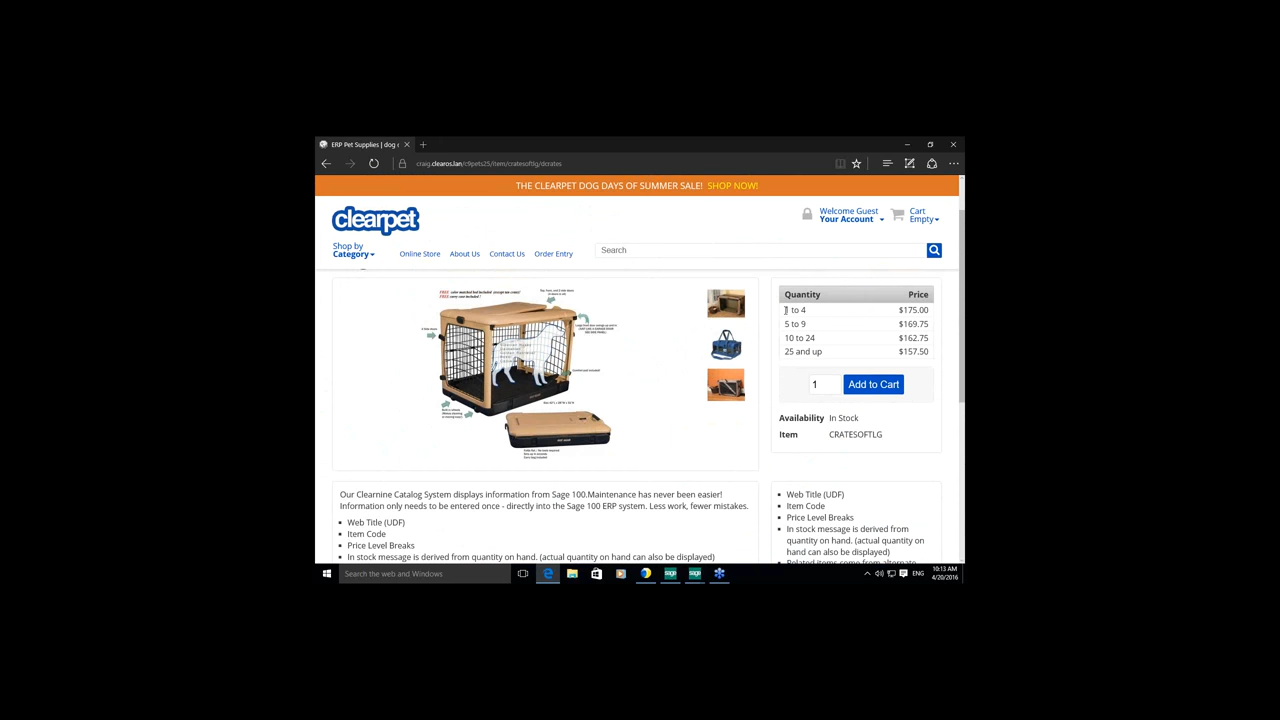 ERP Pet Supplies | dog c
craig.clearos.lan/c9pets25/item/cratesoftlg/dcrates
THE CLEARPET DOG DAYS OF SUMMER SALE! SHOP NOW!
clearpet
Welcome Guest
Your Account
Cart
Empty
Shop by
Category
Online Store
About Us
Contact Us
Order Entry
Search
Quantity Price
1 to 4 $175.00
5 to 9 $169.75
10 to 24 $162.75
25 and up $157.50
1
Add to Cart
Availability In Stock
Item CRATESOFTLG
Our Clearnine Catalog System displays information from Sage 100.Maintenance has never been easier!
Information only needs to be entered once - directly into the Sage 100 ERP system. Less work, fewer mistakes.
Web Title (UDF)
Item Code
Price Level Breaks
In stock message is derived from quantity on hand. (actual quantity on hand can also be displayed)
Web Title (UDF)
Item Code
Price Level Breaks
In stock message is derived from
quantity on hand. (actual quantity
on hand can also be displayed)
Related items come from alternate
Search the web and Windows
sage
sage
ENG
10:13 AM
4/20/2016